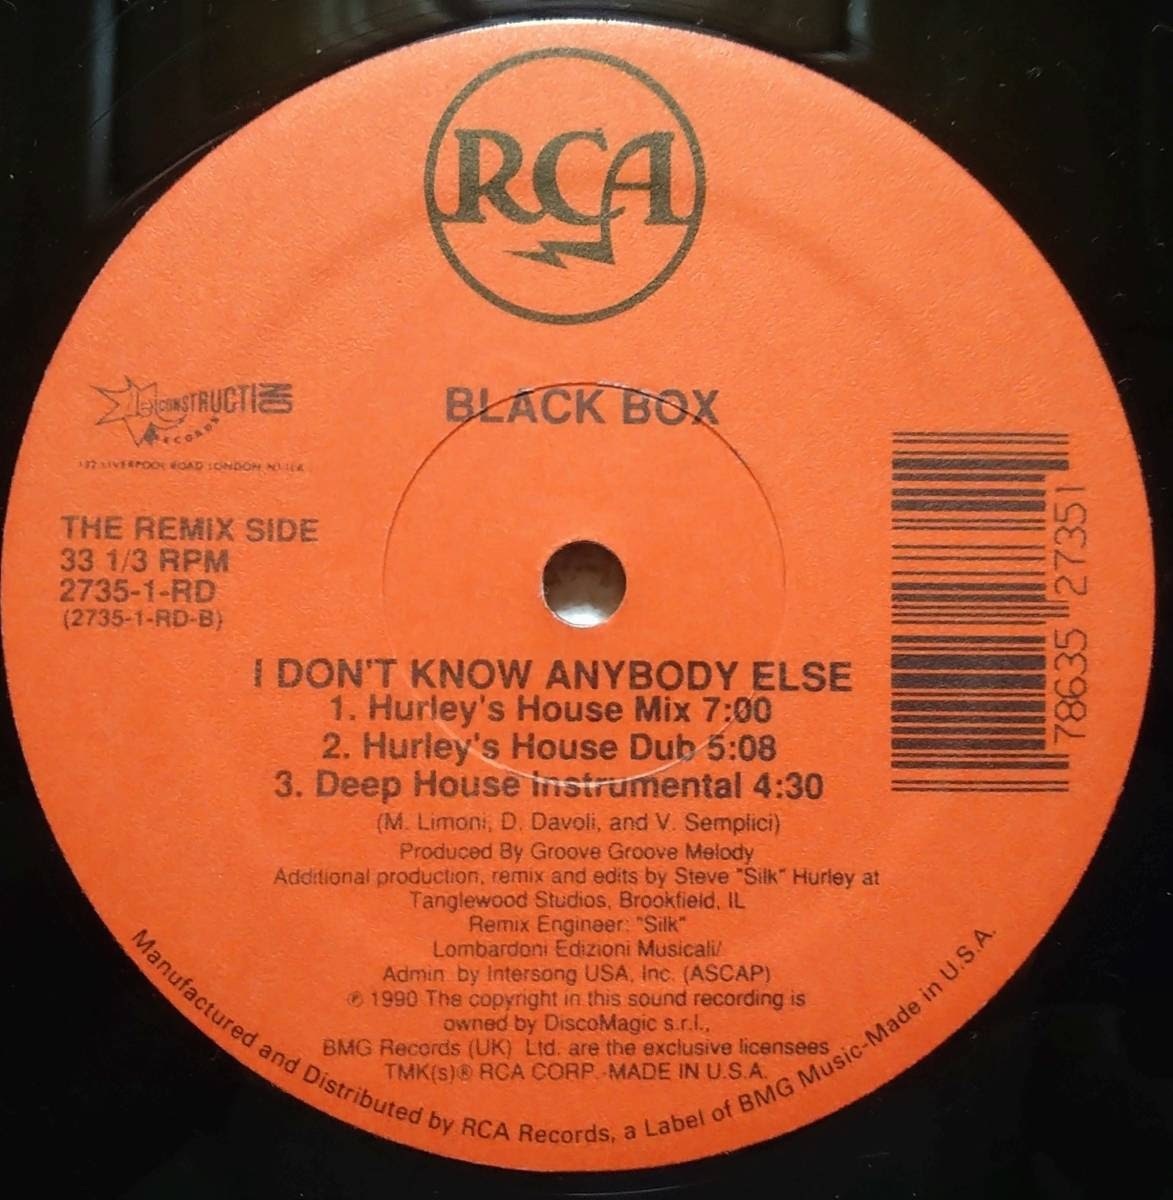 RCA
BLACK BOX
CONSTRUCTION
RECORDS
THE REMIX SIDE
33 1/3 RPM
2735-1-RD
(2735-1-RD-B)
78635 27351
I DON'T KNOW ANYBODY ELSE
1. Hurley's House Mix 7:00
2. Hurley's House Dub 5:08
3. Deep House Instrumental 4:30
(M. Limoni, D. Davoli, and V. Semplici)
Produced By Groove Groove Melody
Additional production, remix and edits by Steve "Silk" Hurley at
Tanglewood Studios, Brookfield, IL
Remix Engineer: "Silk"
Lombardoni Edizioni Musicali/
Admin. by Intersong USA, Inc. (ASCAP)
℗ 1990 The copyright in this sound recording is
owned by DiscoMagic s.r.l.,
BMG Records (UK) Ltd. are the exclusive licensees
TMK(s)® RCA CORP.-MADE IN U.S.A.
Manufactured and Distributed by RCA Records, a Label of BMG Music-Made in U.S.A.